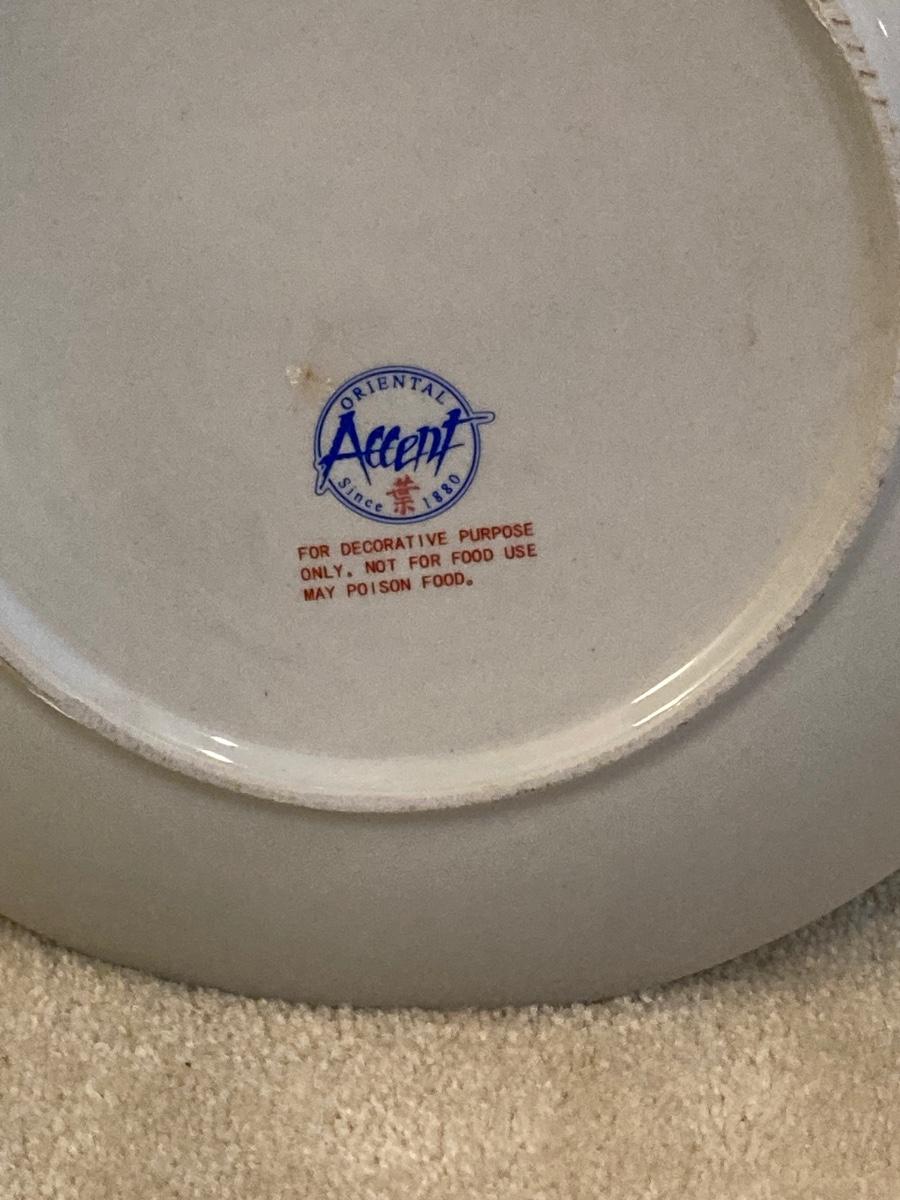 ORIENTAL
Accent
Since 葉 1880
FOR DECORATIVE PURPOSE
ONLY. NOT FOR FOOD USE
MAY POISON FOOD.